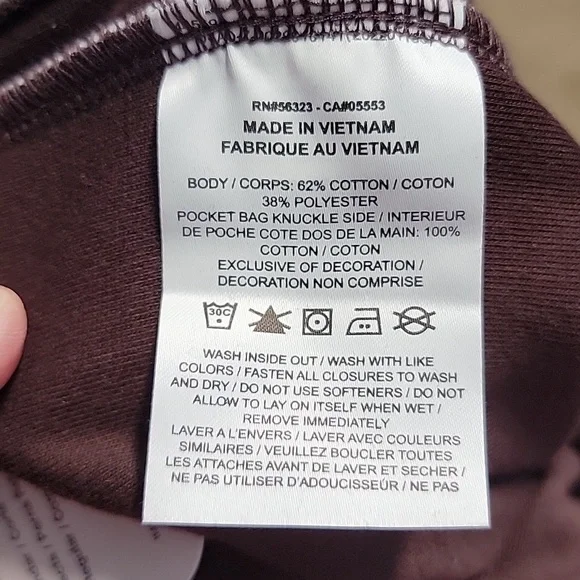 RN#56323 - CA#05553
MADE IN VIETNAM
FABRIQUE AU VIETNAM
BODY / CORPS: 62% COTTON / COTON
38% POLYESTER
POCKET BAG KNUCKLE SIDE / INTERIEUR
DE POCHE COTE DOS DE LA MAIN: 100%
COTTON / COTON
EXCLUSIVE OF DECORATION /
DECORATION NON COMPRISE
30C
WASH INSIDE OUT / WASH WITH LIKE
COLORS / FASTEN ALL CLOSURES TO WASH
AND DRY / DO NOT USE SOFTENERS / DO NOT
ALLOW TO LAY ON ITSELF WHEN WET /
REMOVE IMMEDIATELY
LAVER A L'ENVERS / LAVER AVEC COULEURS
SIMILAIRES / VEUILLEZ BOUCLER TOUTES
LES ATTACHES AVANT DE LAVER ET SECHER /
NE PAS UTILISER D'ADOUCISSEUR / NE PAS